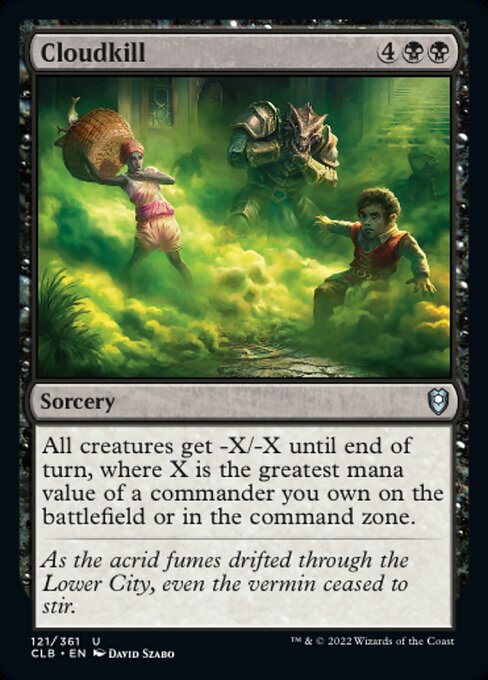 Cloudkill 4
Sorcery
All creatures get -X/-X until end of
turn, where X is the greatest mana
value of a commander you own on the
battlefield or in the command zone.
As the acrid fumes drifted through the
Lower City, even the vermin ceased to
stir.
121/361 U
CLB • EN DAVID SZABO
™ & © 2022 Wizards of the Coast